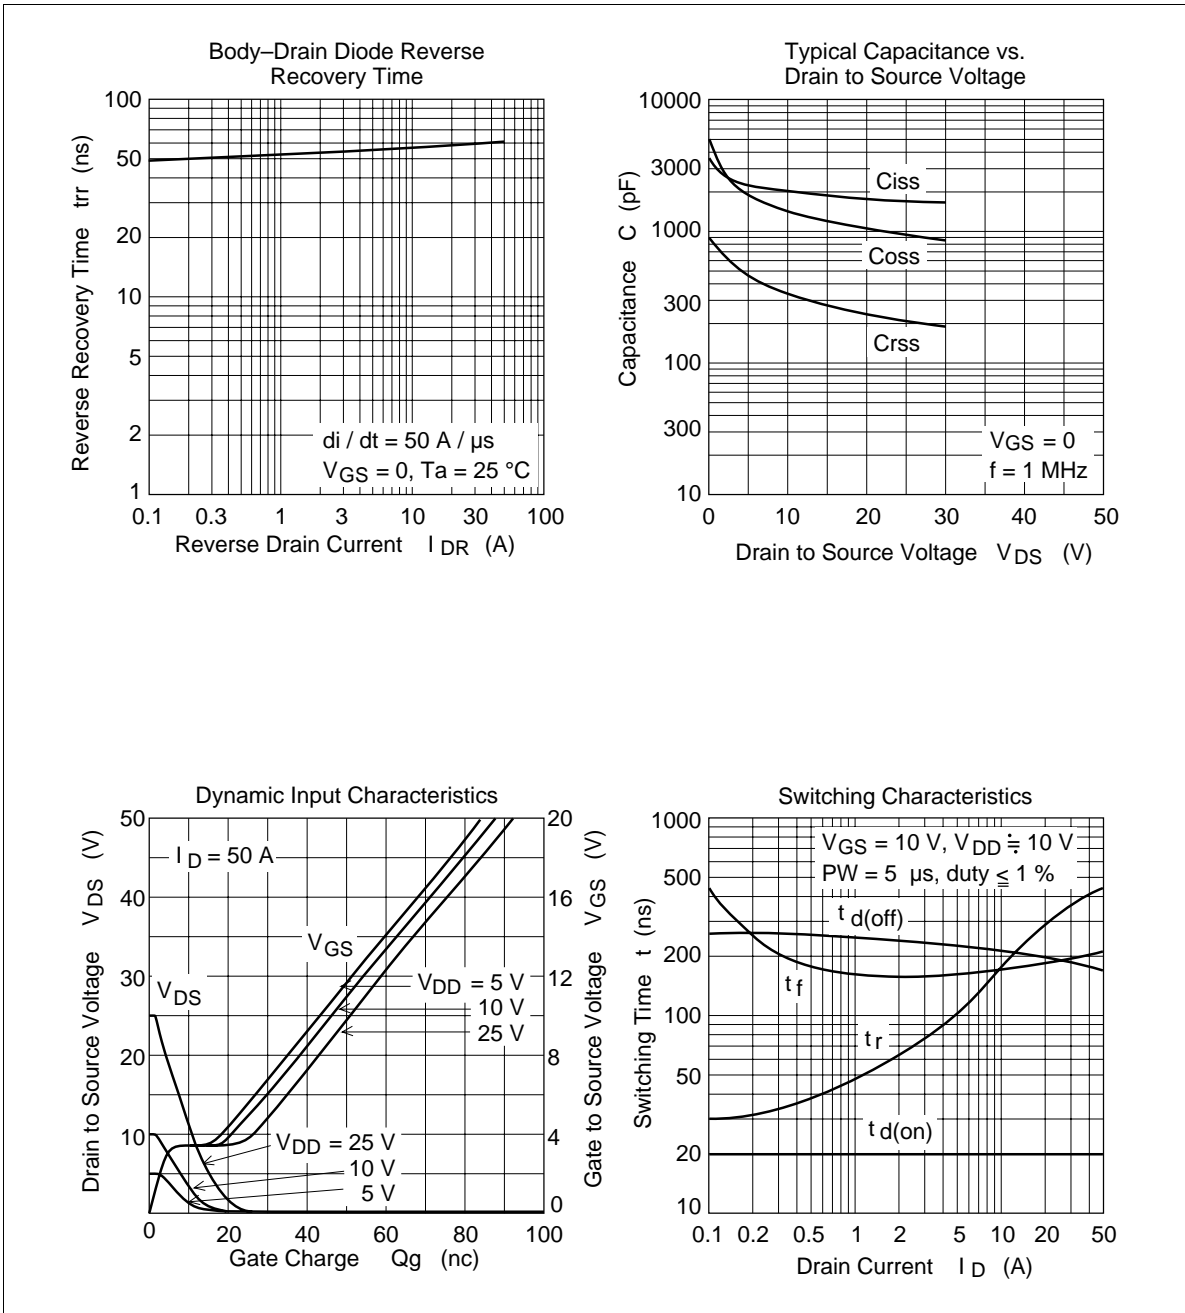 Body–Drain Diode Reverse
Recovery Time
100
50
20
10
5
2
1
Reverse Recovery Time trr (ns)
di / dt = 50 A / µs
VGS = 0, Ta = 25 °C
0.1 0.3 1 3 10 30 100
Reverse Drain Current I DR (A)
Typical Capacitance vs.
Drain to Source Voltage
10000
3000
1000
300
100
300
10
Capacitance C (pF)
Ciss
Coss
Crss
VGS = 0
f = 1 MHz
0 10 20 30 40 50
Drain to Source Voltage VDS (V)
Dynamic Input Characteristics
50
40
30
20
10
Drain to Source Voltage VDS (V)
I D = 50 A
VGS
VDS
VDD = 5 V
10 V
25 V
VDD = 25 V
10 V
5 V
20
16
12
8
4
0
Gate to Source Voltage VGS (V)
0 20 40 60 80 100
Gate Charge Qg (nc)
Switching Characteristics
1000
500
200
100
50
20
10
Switching Time t (ns)
VGS = 10 V, VDD ≒ 10 V
PW = 5 µs, duty ≦ 1 %
t d(off)
t f
t r
t d(on)
0.1 0.2 0.5 1 2 5 10 20 50
Drain Current I D (A)